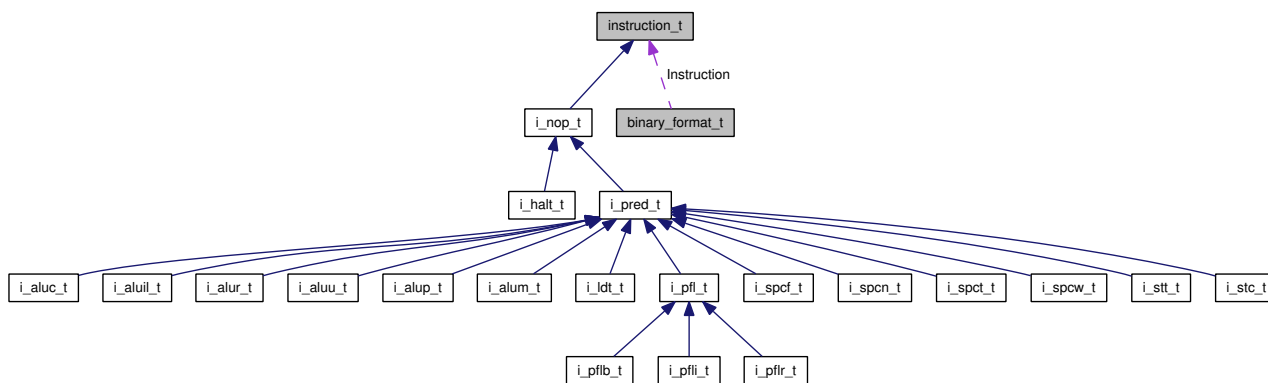 instruction_t
Instruction
i_nop_t
binary_format_t
i_halt_t
i_pred_t
i_aluc_t
i_aluil_t
i_alur_t
i_aluu_t
i_alup_t
i_alum_t
i_ldt_t
i_pfl_t
i_spcf_t
i_spcn_t
i_spct_t
i_spcw_t
i_stt_t
i_stc_t
i_pflb_t
i_pfli_t
i_pflr_t